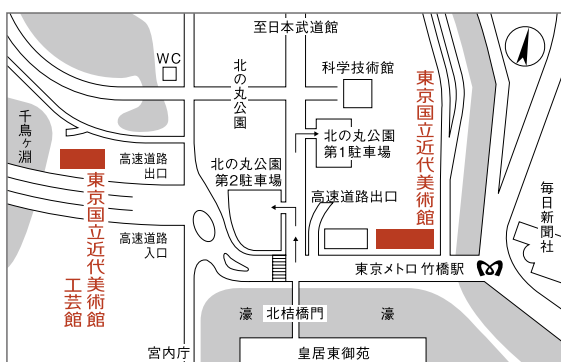 至日本武道館
WC
北の丸公園
科学技術館
東京国立近代美術館
千鳥ヶ淵
北の丸公園
第1駐車場
高速道路
出口
北の丸公園
第2駐車場
高速道路出口
毎日新聞社
東京国立近代美術館
工芸館
高速道路
入口
東京メトロ 竹橋駅
濠
北桔橋門
濠
宮内庁
皇居東御苑